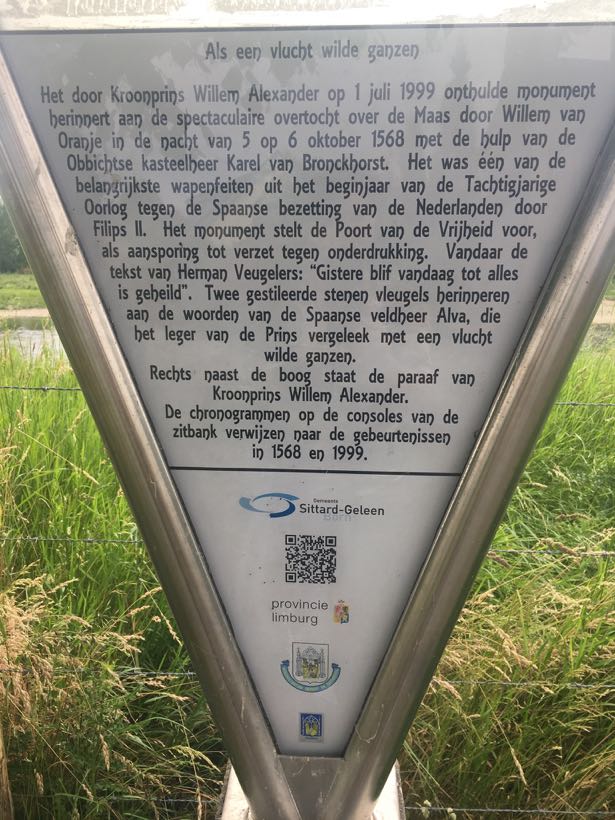 Als een vlucht wilde ganzen
Het door Kroonprins Willem Alexander op 1 juli 1999 onthulde monument
herinnert aan de spectaculaire overtocht over de Maas door Willem van
Oranje in de nacht van 5 op 6 oktober 1568 met de hulp van de
Obbichtse kasteelheer Karel van Bronckhorst. Het was één van de
belangrijkste wapenfeiten uit het beginjaar van de Tachtigjarige
Oorlog tegen de Spaanse bezetting van de Nederlanden door
Filips II. Het monument stelt de Poort van de Vrijheid voor,
als aansporing tot verzet tegen onderdrukking. Vandaar de
tekst van Herman Veugelers: “Gistere blif vandaag tot alles
is geheild”. Twee gestileerde stenen vleugels herinneren
aan de woorden van de Spaanse veldheer Alva, die
het leger van de Prins vergeleek met een vlucht
wilde ganzen.
Rechts naast de boog staat de paraaf van
Kroonprins Willem Alexander.
De chronogrammen op de consoles van de
zitbank verwijzen naar de gebeurtenissen
in 1568 en 1999.
Gemeente
Sittard-Geleen
Born
provincie
limburg